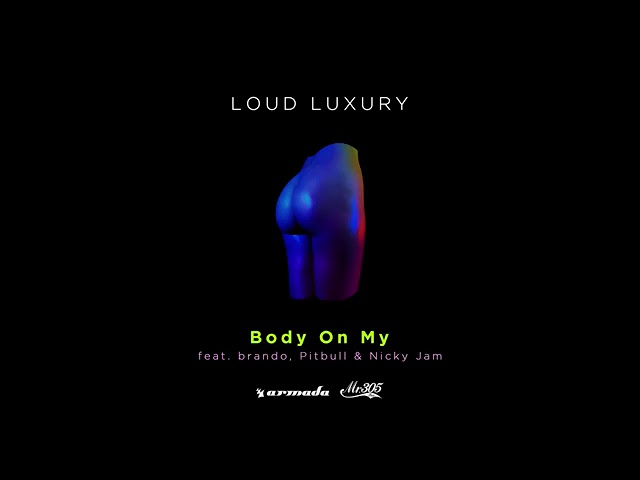 LOUD LUXURY
Body On My
feat. brando, Pitbull & Nicky Jam
armada Mr.305